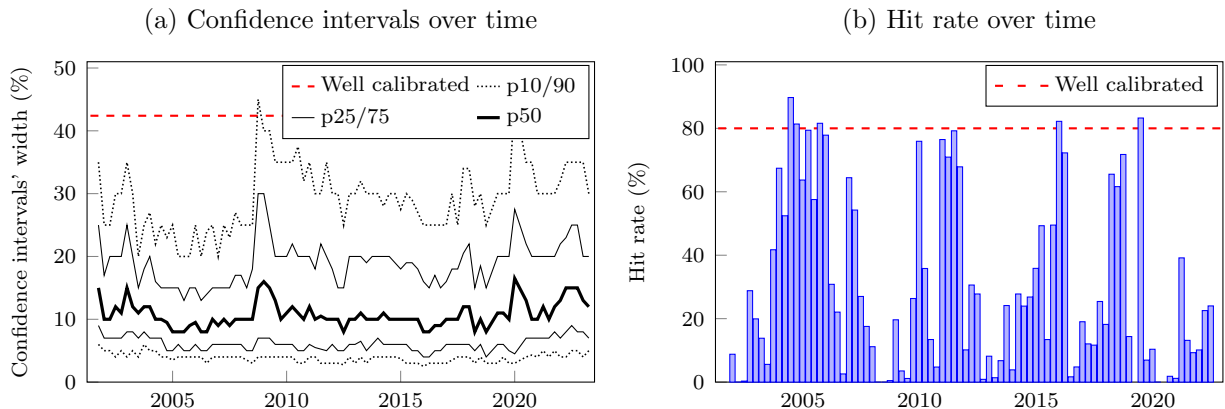 (a) Confidence intervals over time
Confidence intervals' width (%)
50
40
30
20
10
0
2005 2010 2015 2020
Well calibrated p10/90
p25/75 p50
(b) Hit rate over time
Hit rate (%)
100
80
60
40
20
0
2005 2010 2015 2020
Well calibrated